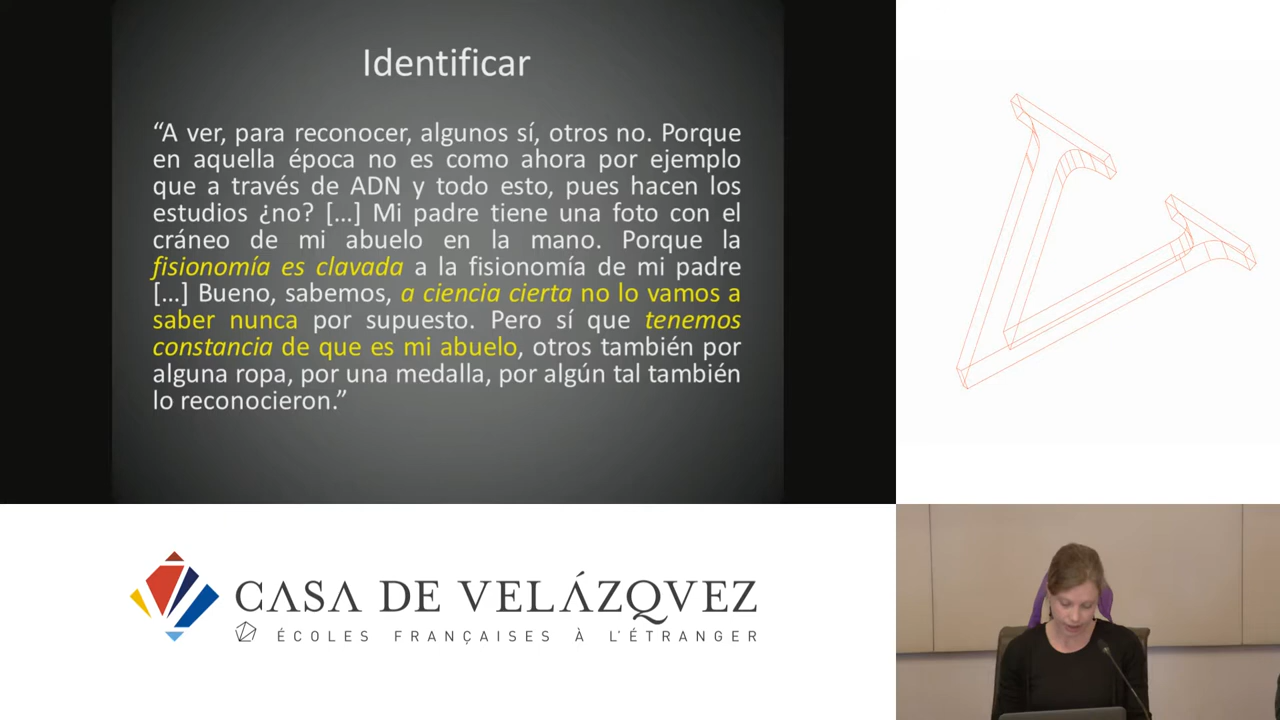 Identificar
“A ver, para reconocer, algunos sí, otros no. Porque
en aquella época no es como ahora por ejemplo
que a través de ADN y todo esto, pues hacen los
estudios ¿no? [...] Mi padre tiene una foto con el
cráneo de mi abuelo en la mano. Porque la
fisionomía es clavada a la fisionomía de mi padre
[...] Bueno, sabemos, a ciencia cierta no lo vamos a
saber nunca por supuesto. Pero sí que tenemos
constancia de que es mi abuelo, otros también por
alguna ropa, por una medalla, por algún tal también
lo reconocieron.”
CASA DE VELÁZQVEZ
ÉCOLES FRANÇAISES À L'ÉTRANGER